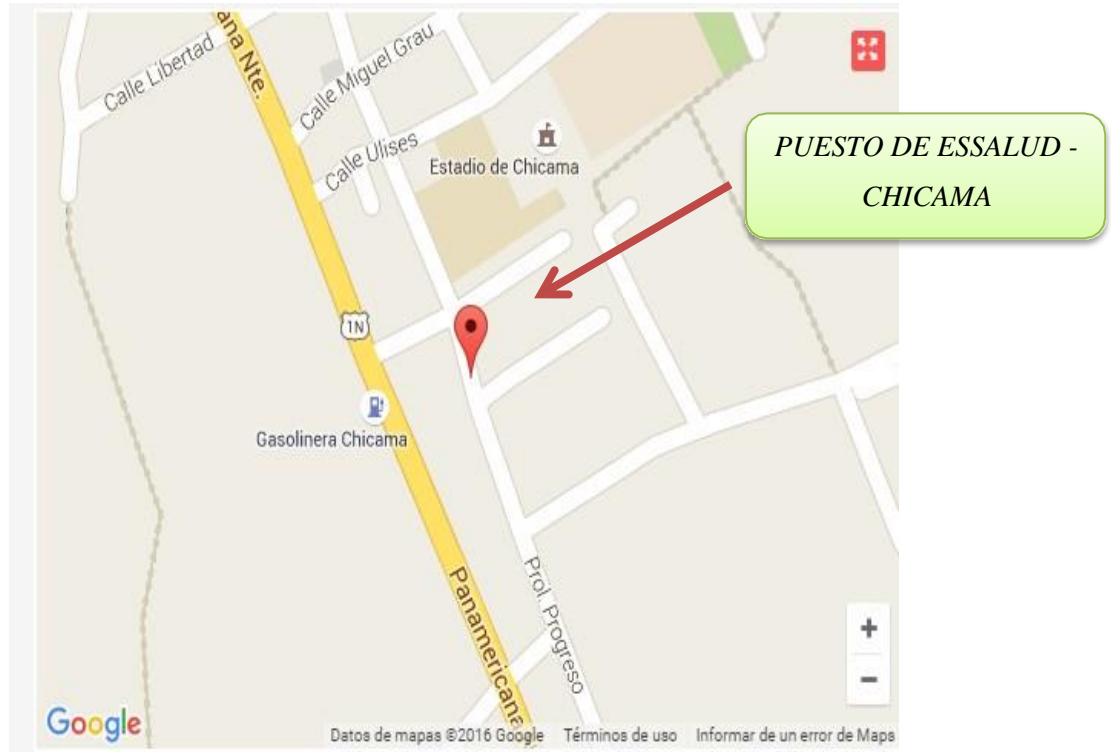 ana Nte.
Calle Libertad
Calle Miguel Grau
Calle Ulises
Estadio de Chicama
PUESTO DE ESSALUD -
CHICAMA
1N
Gasolinera Chicama
Panamericana
Prol. Progreso
+
−
Google
Datos de mapas ©2016 Google Términos de uso Informar de un error de Maps